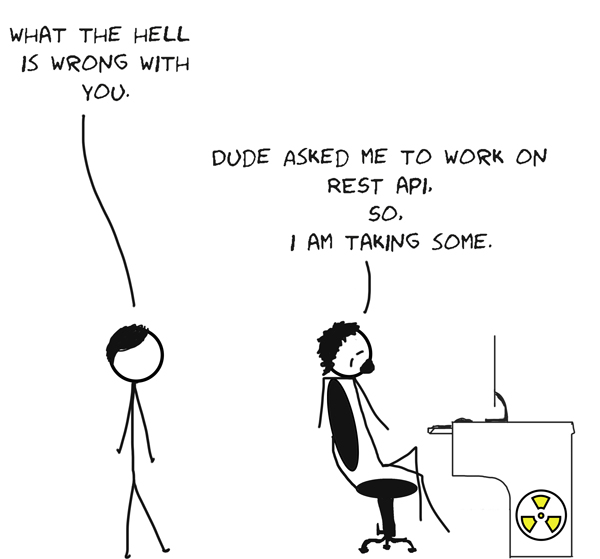 WHAT THE HELL
IS WRONG WITH
YOU.
DUDE ASKED ME TO WORK ON
REST API.
SO,
I AM TAKING SOME.